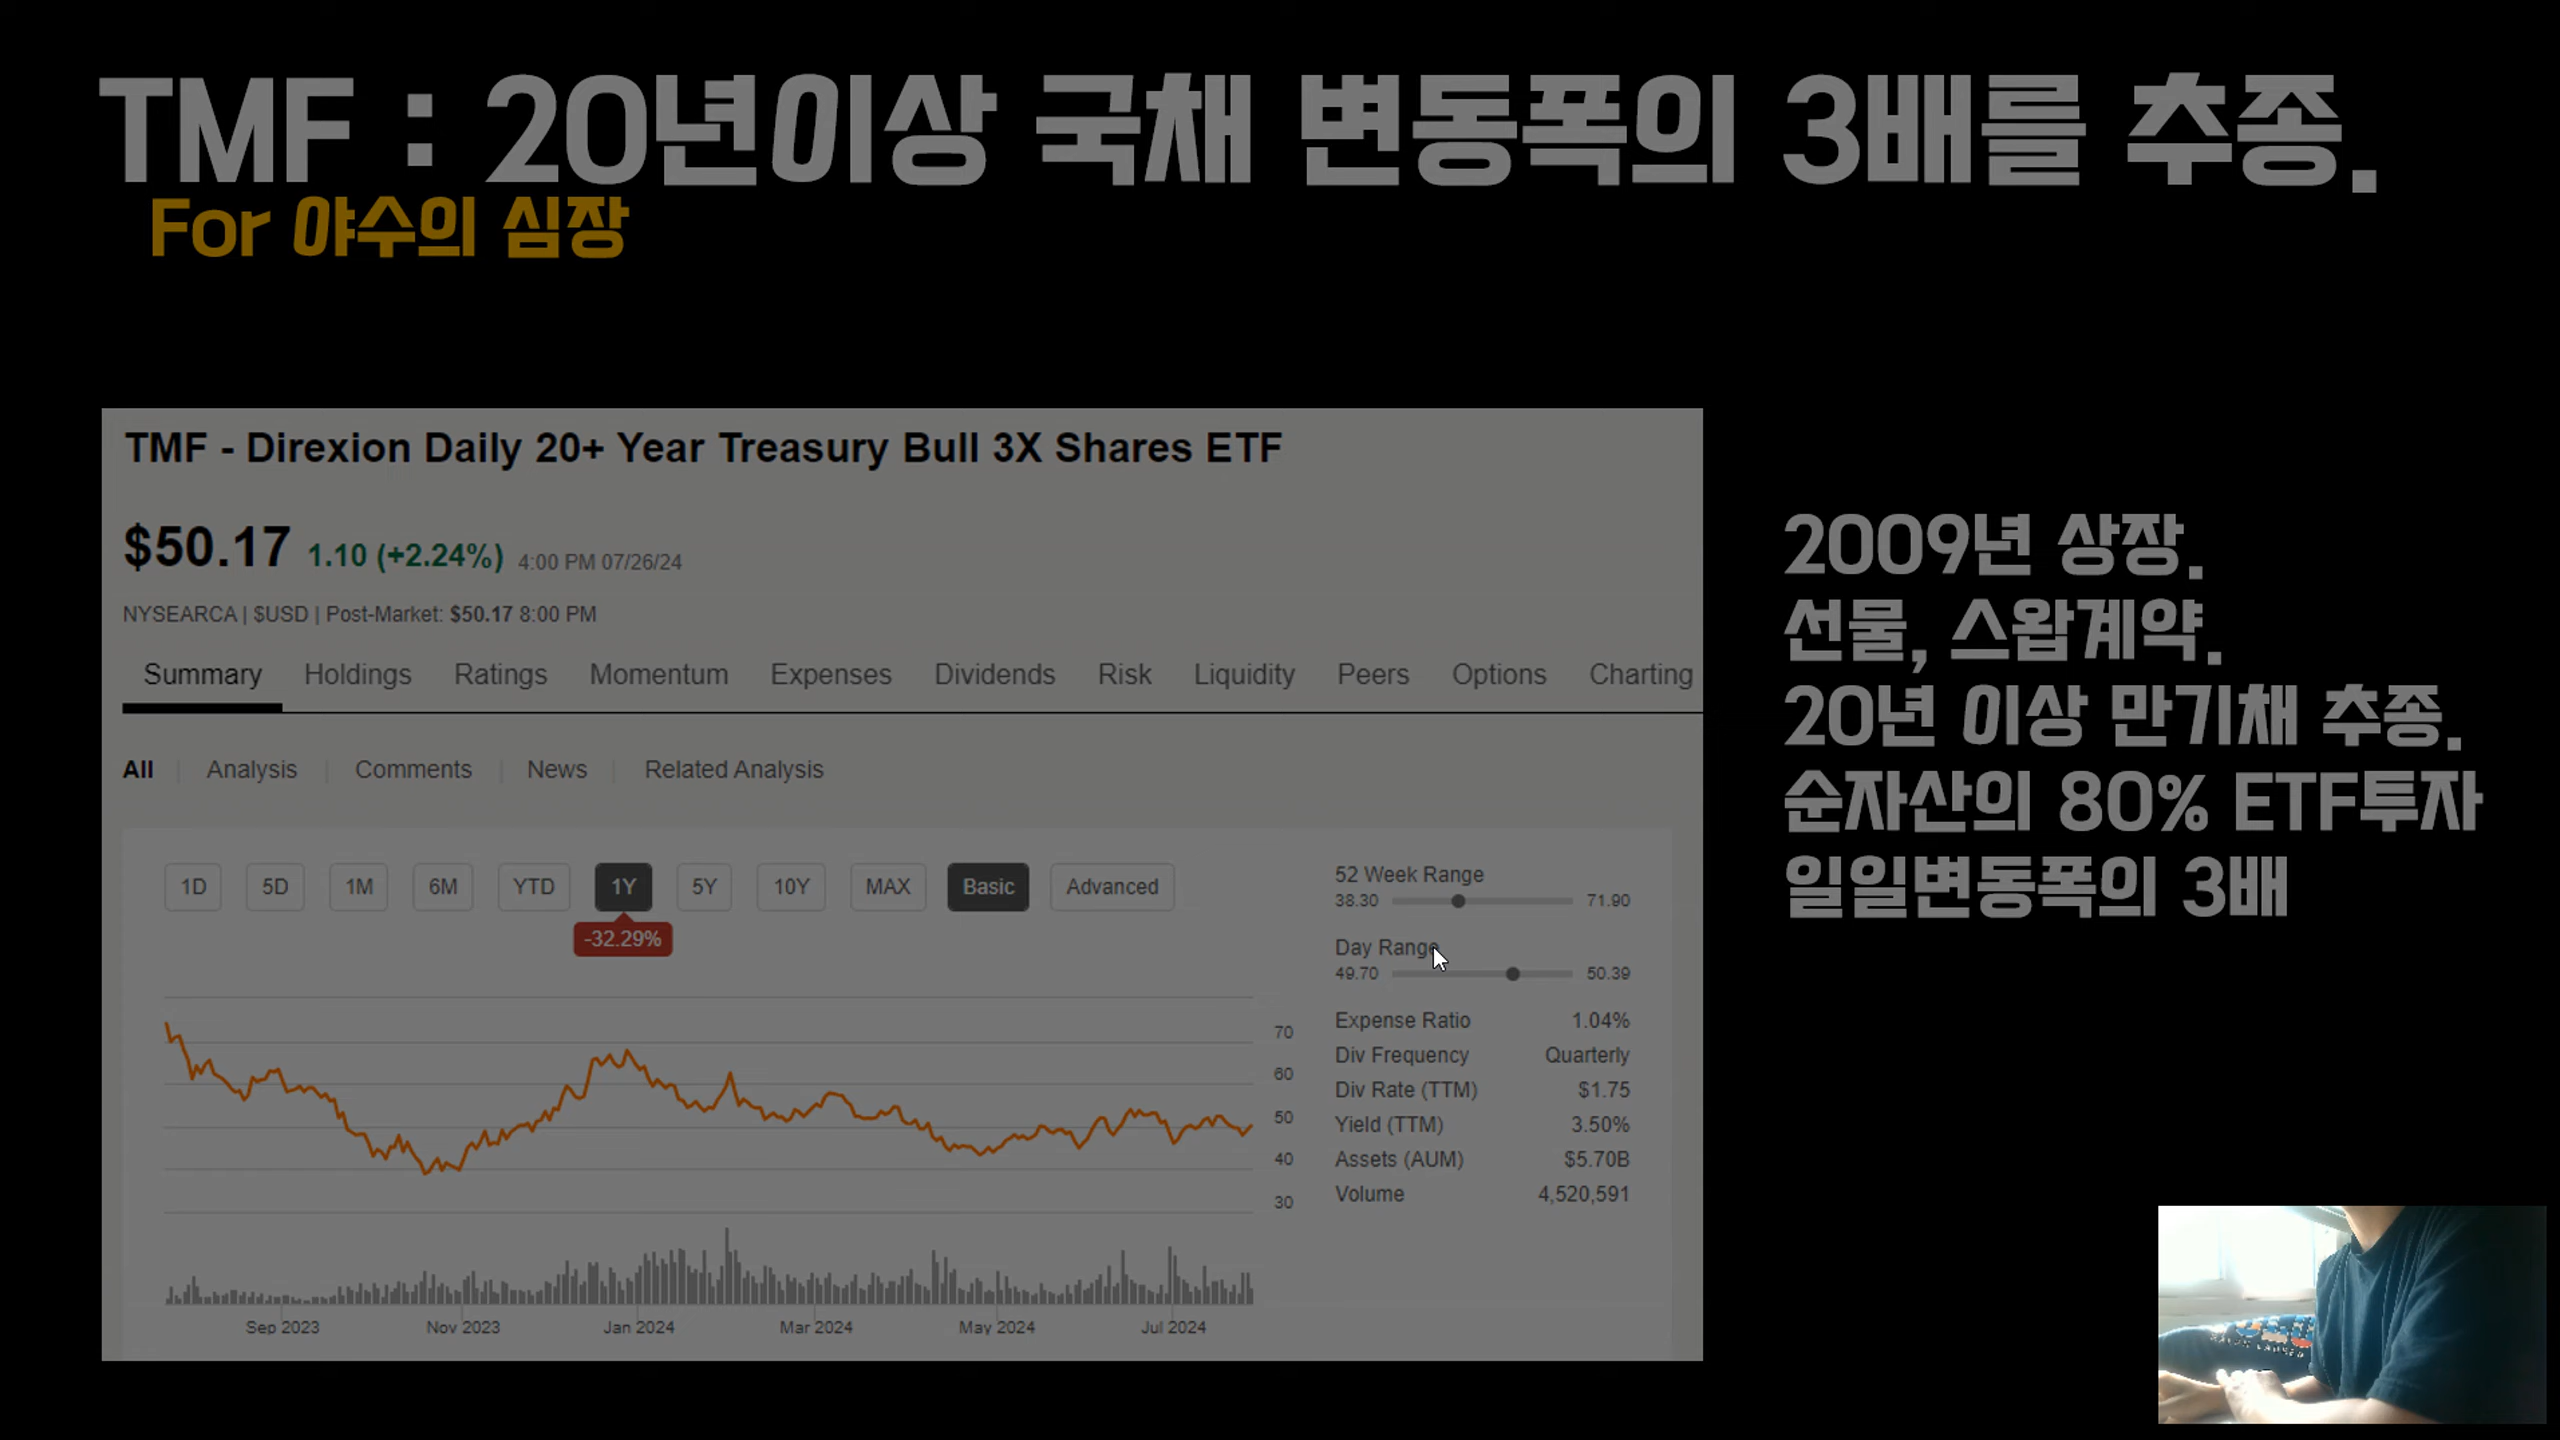 TMF : 20년이상 국채 변동폭의 3배를 추종.
For 야수의 심장
TMF - Direxion Daily 20+ Year Treasury Bull 3X Shares ETF
$50.17 1.10 (+2.24%) 4:00 PM 07/26/24
NYSEARCA | $USD | Post-Market: $50.17 8:00 PM
Summary Holdings Ratings Momentum Expenses Dividends Risk Liquidity Peers Options Charting
All Analysis Comments News Related Analysis
1D 5D 1M 6M YTD 1Y 5Y 10Y MAX Basic Advanced
-32.29%
70
60
50
40
30
Sep 2023 Nov 2023 Jan 2024 Mar 2024 May 2024 Jul 2024
52 Week Range
38.30 71.90
Day Range
49.70 50.39
Expense Ratio 1.04%
Div Frequency Quarterly
Div Rate (TTM) $1.75
Yield (TTM) 3.50%
Assets (AUM) $5.70B
Volume 4,520,591
2009년 상장.
선물, 스왑계약.
20년 이상 만기채 추종.
순자산의 80% ETF투자
일일변동폭의 3배